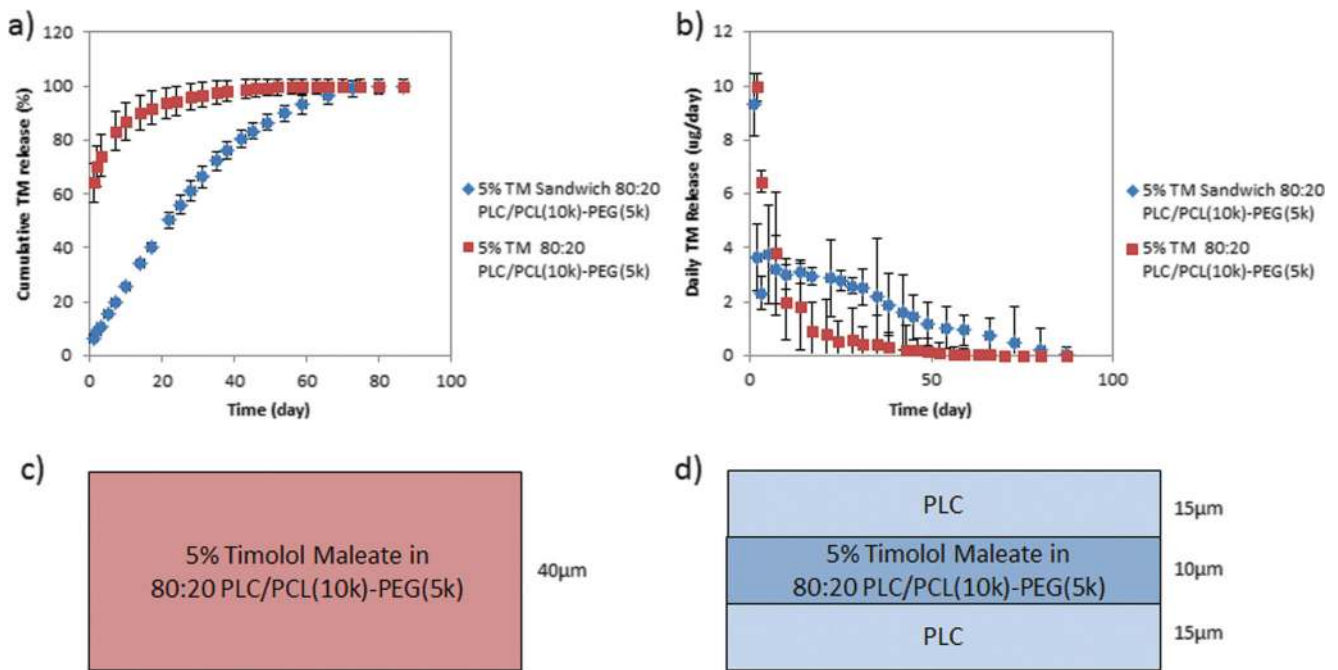 a)
120
100
80
60
40
20
0
Cumulative TM release (%)
0 20 40 60 80 100
Time (day)
5% TM Sandwich 80:20
PLC/PCL(10k)-PEG(5k)
5% TM 80:20
PLC/PCL(10k)-PEG(5k)
b)
12
10
8
6
4
2
0
Daily TM Release (ug/day)
0 50 100
Time (day)
5% TM Sandwich 80:20
PLC/PCL(10k)-PEG(5k)
5% TM 80:20
PLC/PCL(10k)-PEG(5k)
c)
5% Timolol Maleate in
80:20 PLC/PCL(10k)-PEG(5k)
40µm
d)
PLC
15µm
5% Timolol Maleate in
80:20 PLC/PCL(10k)-PEG(5k)
10µm
PLC
15µm